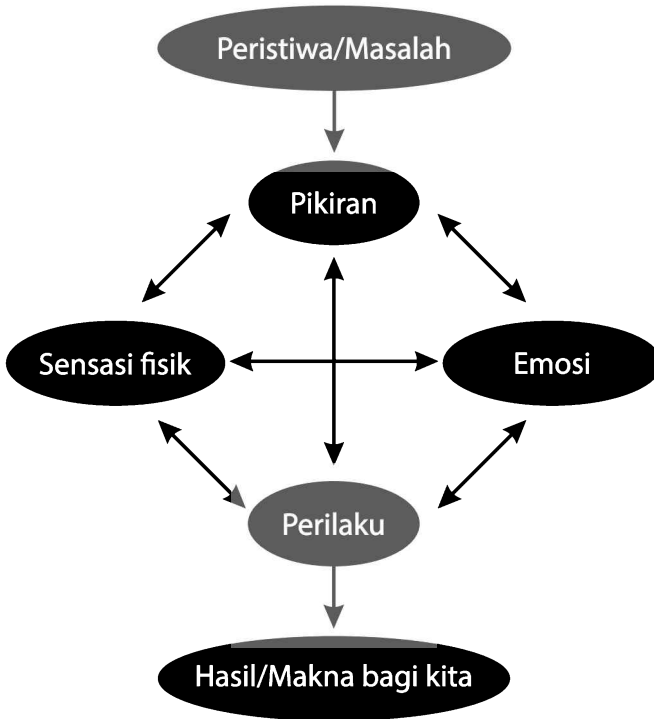 Peristiwa/Masalah
Pikiran
Sensasi fisik
Emosi
Perilaku
Hasil/Makna bagi kita